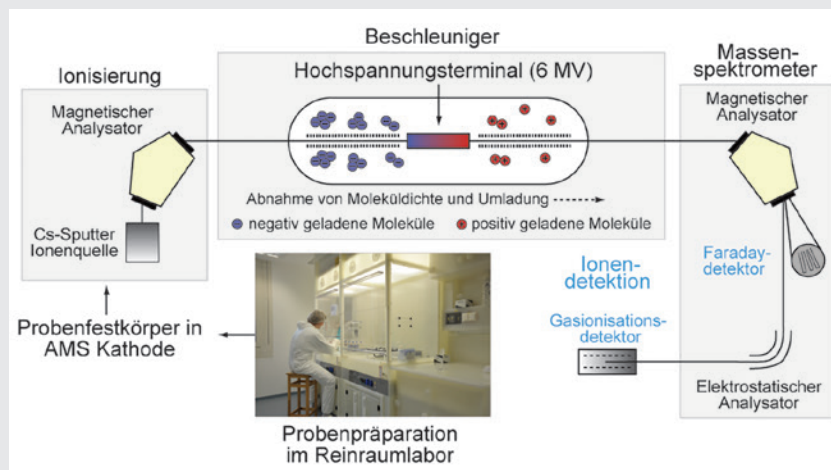 Beschleuniger
Hochspannungsterminal (6 MV)
Abnahme von Moleküldichte und Umladung
negativ geladene Moleküle
positiv geladene Moleküle
Ionisierung
Magnetischer
Analysator
Cs-Sputter
Ionenquelle
Probenfestkörper in
AMS Kathode
Probenpräparation
im Reinraumlabor
Massen-
spektrometer
Magnetischer
Analysator
Faraday-
detektor
Ionen-
detektion
Gasionisations-
detektor
Elektrostatischer
Analysator